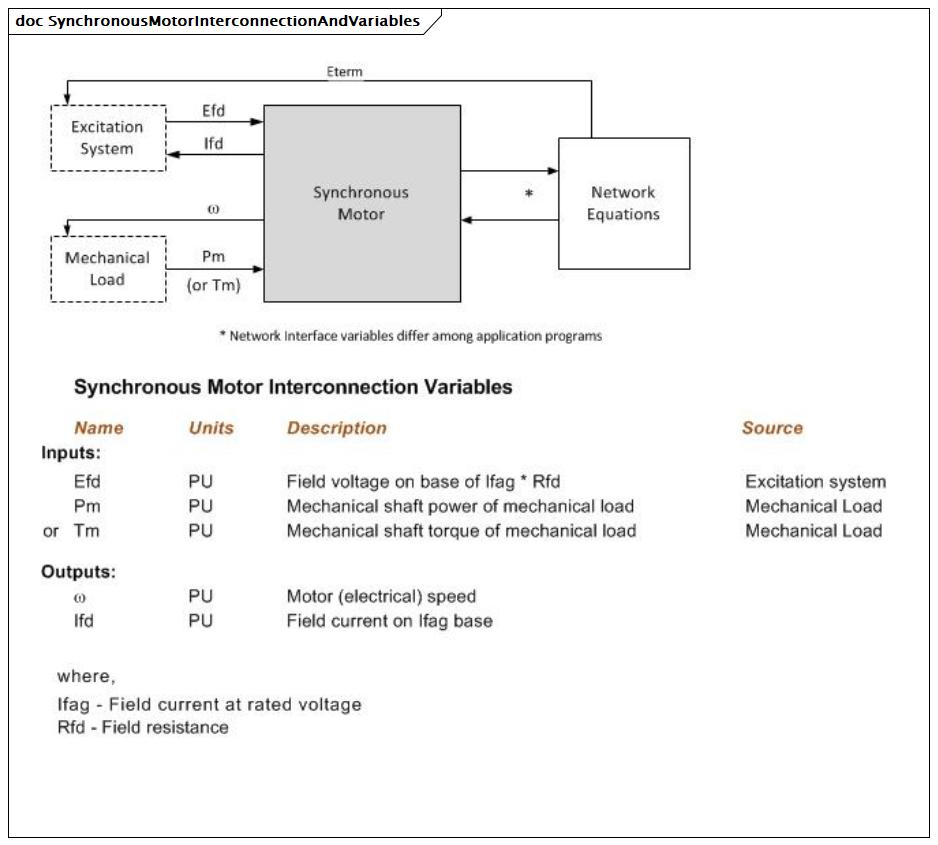 doc SynchronousMotorInterconnectionAndVariables
Eterm
Excitation
System
Efd
Ifd
Synchronous
Motor
*
Network
Equations
ω
Mechanical
Load
Pm
(or Tm)
* Network Interface variables differ among application programs
Synchronous Motor Interconnection Variables
Name Units Description Source
Inputs:
Efd PU Field voltage on base of Ifag * Rfd Excitation system
Pm PU Mechanical shaft power of mechanical load Mechanical Load
or Tm PU Mechanical shaft torque of mechanical load Mechanical Load
Outputs:
ω PU Motor (electrical) speed
Ifd PU Field current on Ifag base
where,
Ifag - Field current at rated voltage
Rfd - Field resistance